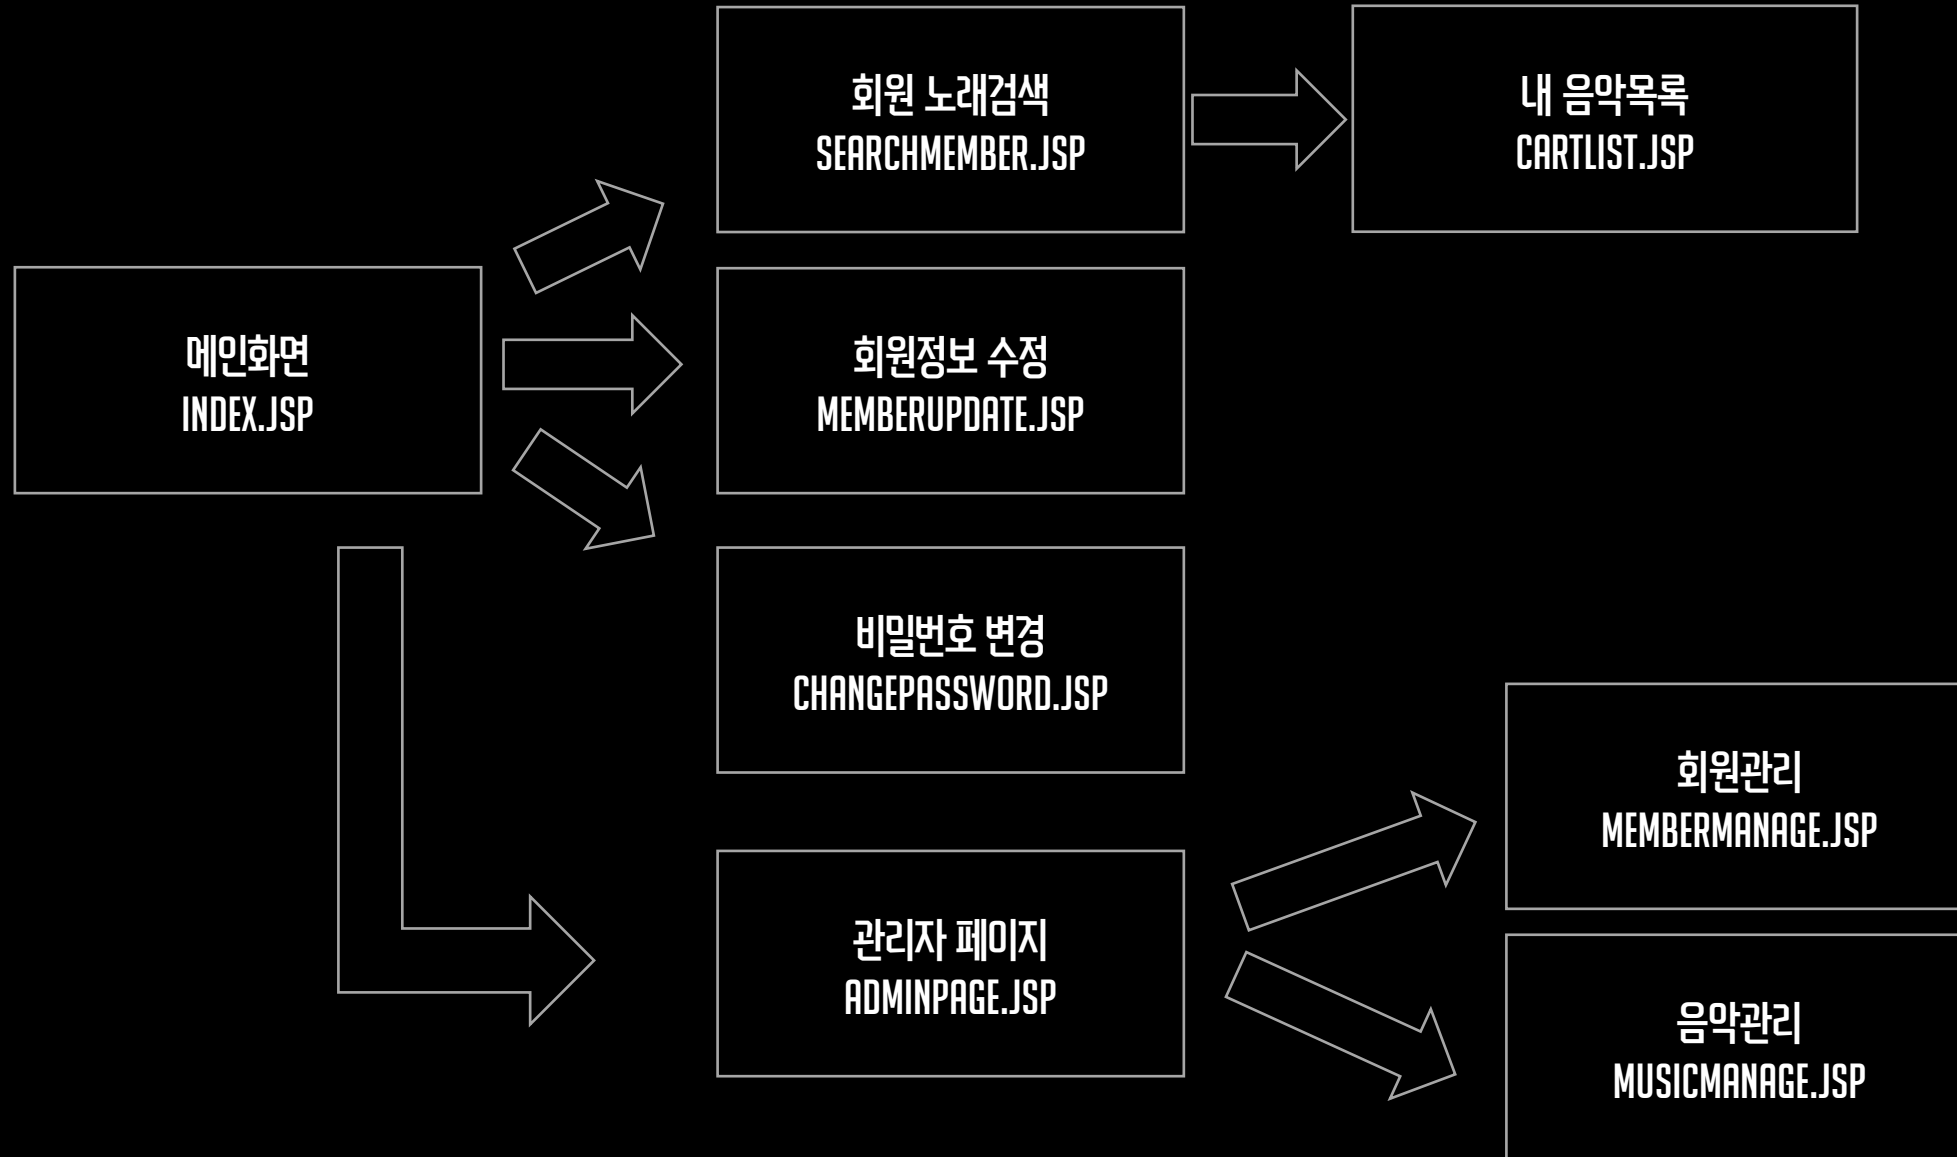 회원 노래검색
SEARCHMEMBER.JSP
내 음악목록
CARTLIST.JSP
메인화면
INDEX.JSP
회원정보 수정
MEMBERUPDATE.JSP
비밀번호 변경
CHANGEPASSWORD.JSP
회원관리
MEMBERMANAGE.JSP
관리자 페이지
ADMINPAGE.JSP
음악관리
MUSICMANAGE.JSP